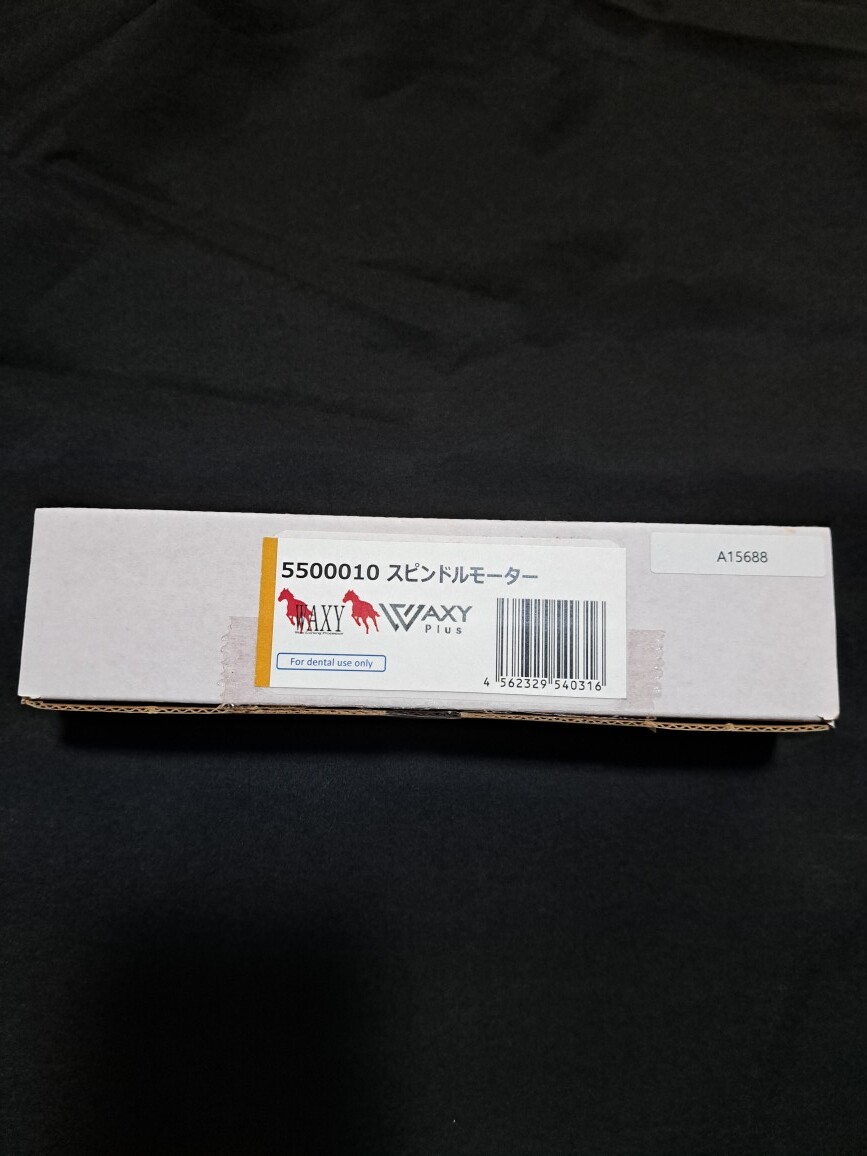 5500010 スピンドルモーター
A15688
WAXY
WAXY
Plus
For dental use only
4 562329 540316